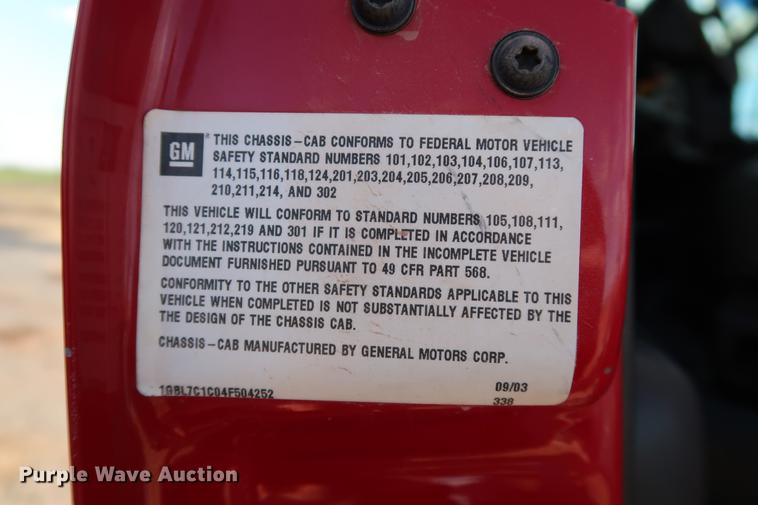 GM
® THIS CHASSIS-CAB CONFORMS TO FEDERAL MOTOR VEHICLE
SAFETY STANDARD NUMBERS 101,102,103,104,106,107,113,
114,115,116,118,124,201,203,204,205,206,207,208,209,
210,211,214, AND 302
THIS VEHICLE WILL CONFORM TO STANDARD NUMBERS 105,108,111,
120,121,212,219 AND 301 IF IT IS COMPLETED IN ACCORDANCE
WITH THE INSTRUCTIONS CONTAINED IN THE INCOMPLETE VEHICLE
DOCUMENT FURNISHED PURSUANT TO 49 CFR PART 568.
CONFORMITY TO THE OTHER SAFETY STANDARDS APPLICABLE TO THIS
VEHICLE WHEN COMPLETED IS NOT SUBSTANTIALLY AFFECTED BY THE
THE DESIGN OF THE CHASSIS CAB.
CHASSIS-CAB MANUFACTURED BY GENERAL MOTORS CORP.
1GBL7C1C04F504252 09/03
338
Purple Wave Auction